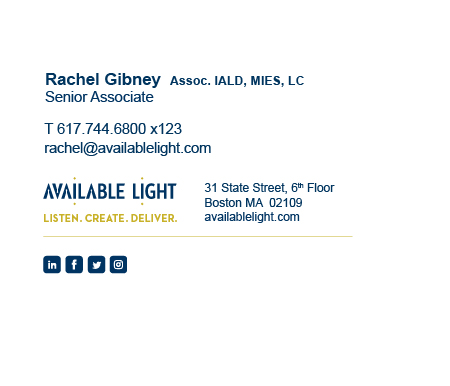 Rachel Gibney Assoc. IALD, MIES, LC
Senior Associate
T 617.744.6800 x123
rachel@availablelight.com
AVAILABLE LIGHT
LISTEN. CREATE. DELIVER.
31 State Street, 6th Floor
Boston MA 02109
availablelight.com
in
f